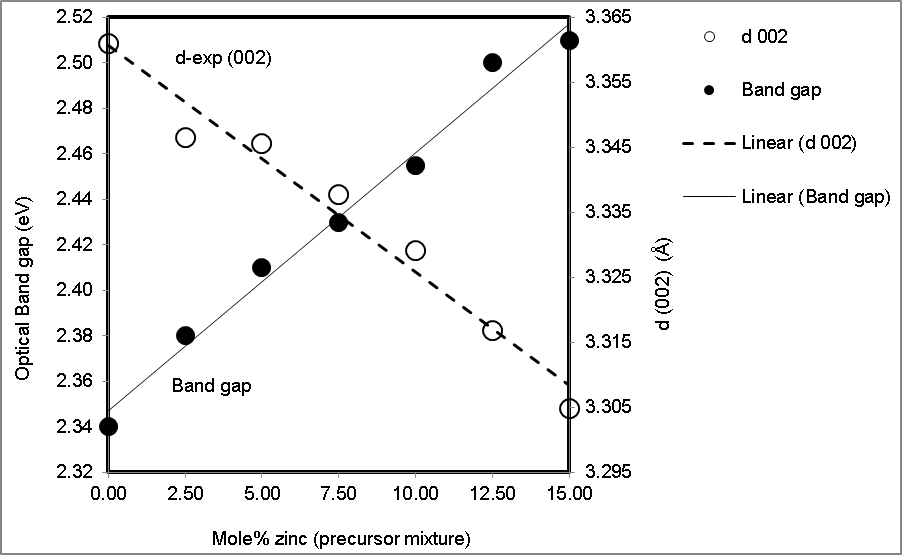 2.52
2.50
2.48
2.46
2.44
2.42
2.40
2.38
2.36
2.34
2.32
Optical Band gap (eV)
d-exp (002)
Band gap
0.00
2.50
5.00
7.50
10.00
12.50
15.00
Mole% zinc (precursor mixture)
3.365
3.355
3.345
3.335
3.325
3.315
3.305
3.295
d (002) (Å)
d 002
Band gap
Linear (d 002)
Linear (Band gap)